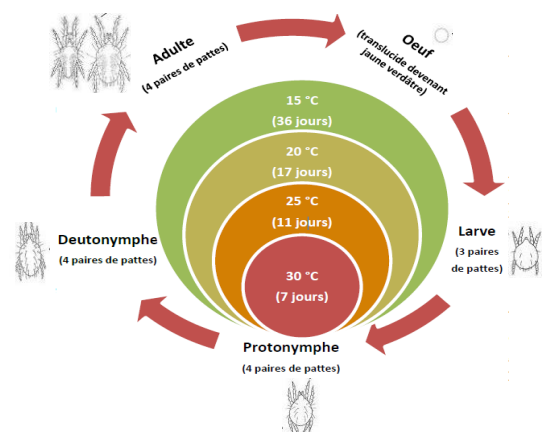 Adulte
(4 paires de pattes)
Oeuf
(translucide devenant
jaune verdâtre)
15 °C
(36 jours)
20 °C
(17 jours)
25 °C
(11 jours)
30 °C
(7 jours)
Larve
(3 paires
de pattes)
Deutonymphe
(4 paires de pattes)
Protonymphe
(4 paires de pattes)